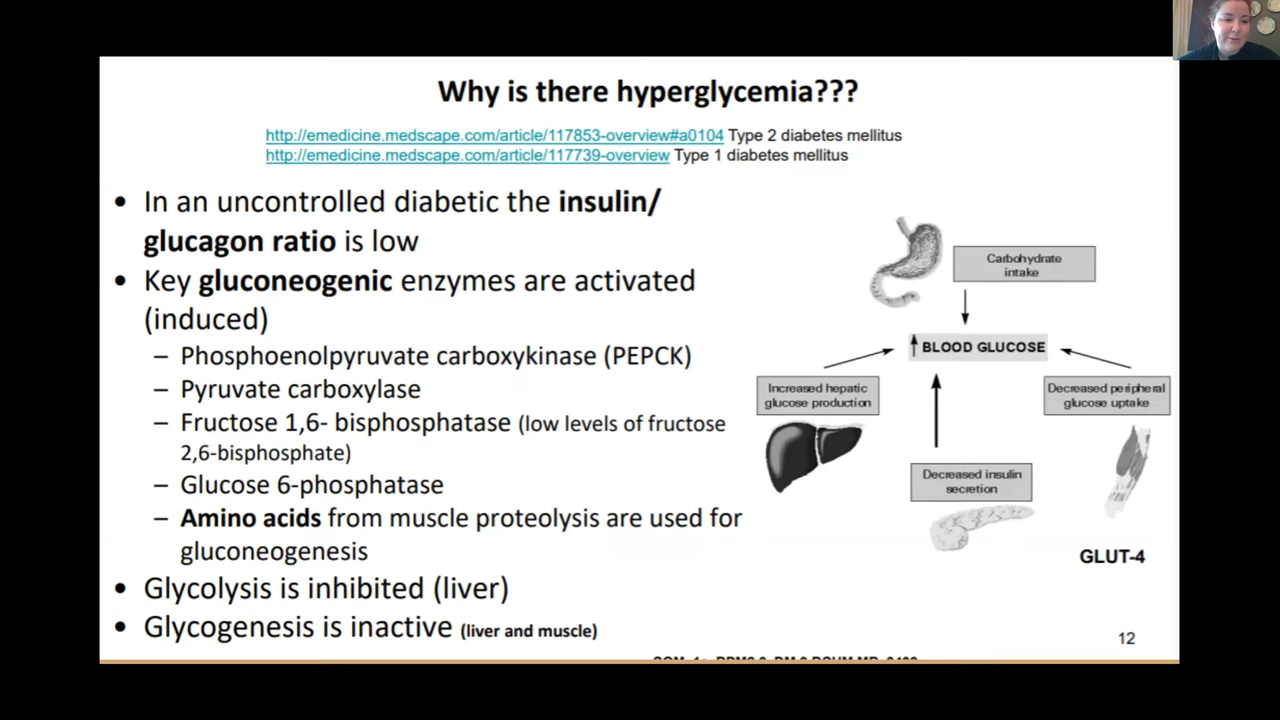 Why is there hyperglycemia???
http://emedicine.medscape.com/article/117853-overview#a0104 Type 2 diabetes mellitus
http://emedicine.medscape.com/article/117739-overview Type 1 diabetes mellitus
• In an uncontrolled diabetic the insulin/
glucagon ratio is low
• Key gluconeogenic enzymes are activated
(induced)
– Phosphoenolpyruvate carboxykinase (PEPCK)
– Pyruvate carboxylase
– Fructose 1,6- bisphosphatase (low levels of fructose
2,6-bisphosphate)
– Glucose 6-phosphatase
– Amino acids from muscle proteolysis are used for
gluconeogenesis
• Glycolysis is inhibited (liver)
• Glycogenesis is inactive (liver and muscle)
Carbohydrate
intake
BLOOD GLUCOSE
Increased hepatic
glucose production
Decreased peripheral
glucose uptake
Decreased insulin
secretion
GLUT-4
12